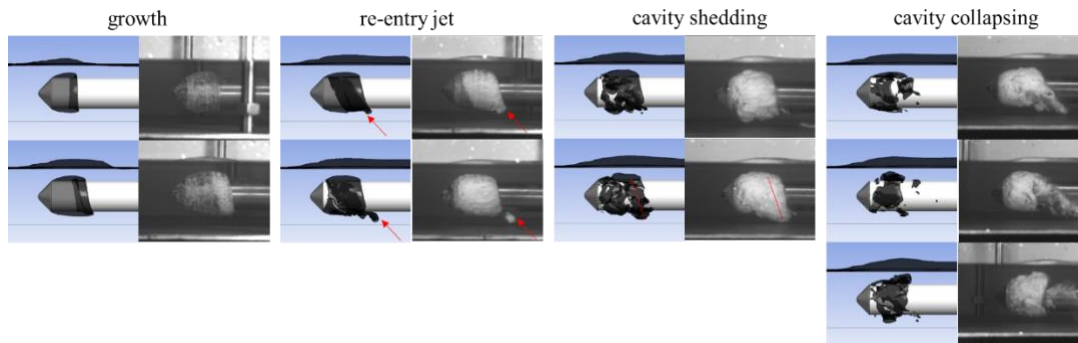 growth
re-entry jet
cavity shedding
cavity collapsing